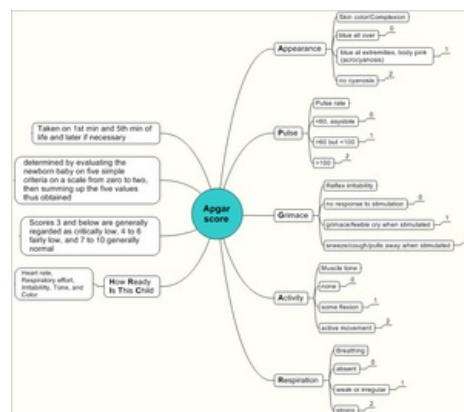 Apgar
score
Taken on 1st min and 5th min of
life and later if necessary
determined by evaluating the
newborn baby on five simple
criteria on a scale from zero to two,
then summing up the five values
thus obtained
Scores 3 and below are generally
regarded as critically low, 4 to 6
fairly low, and 7 to 10 generally
normal
How Ready
Is This Child
Heart rate,
Respiratory effort,
Irritability, Tone, and
Color
Appearance
Skin color/Complexion
blue all over 0
blue at extremities, body pink 1
(acrocyanosis)
no cyanosis 2
Pulse
Pulse rate
<60, asystole 0
>60 but <100 1
>100 2
Grimace
Reflex irritability
no response to stimulation 0
grimace/feeble cry when stimulated 1
sneeze/cough/pulls away when stimulated
Activity
Muscle tone
none 0
some flexion 1
active movement 2
Respiration
Breathing
absent 0
weak or irregular 1
strong 2